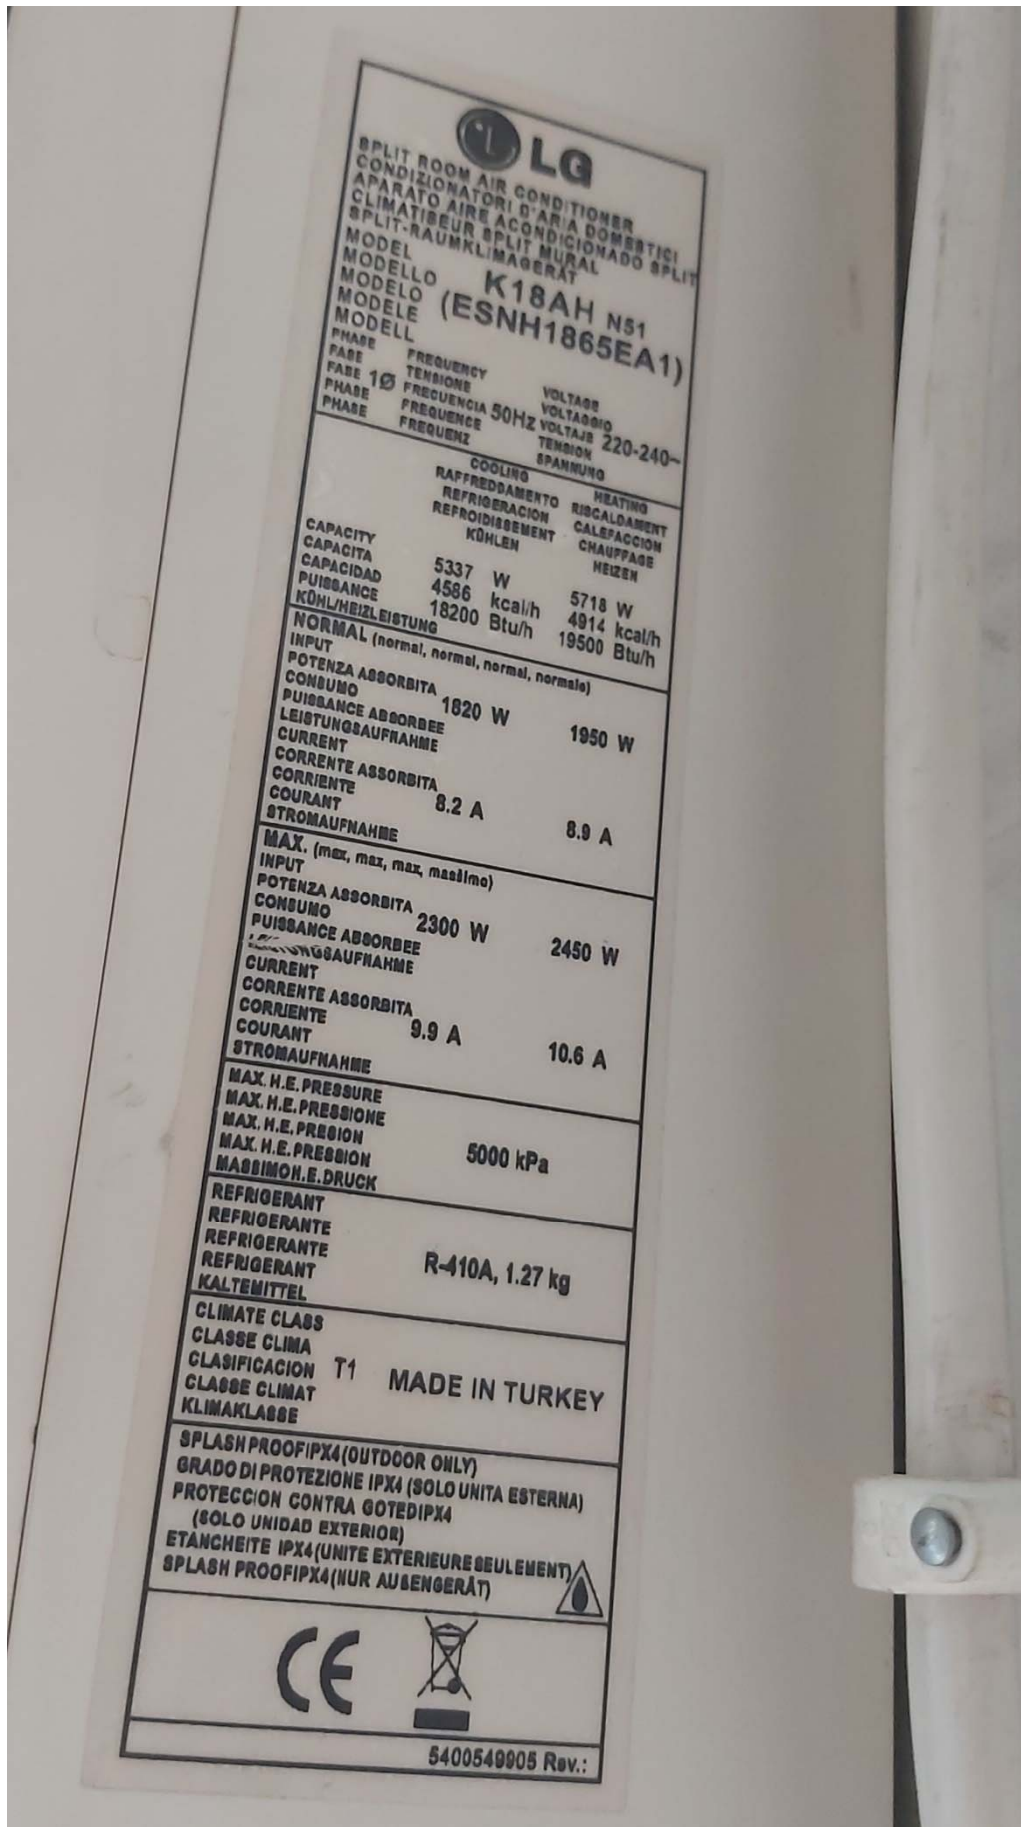 LG
SPLIT ROOM AIR CONDITIONER
CONDIZIONATORI D'ARIA DOMESTICI
APARATO AIRE ACONDICIONADO SPLIT
CLIMATISEUR SPLIT MURAL
SPLIT-RAUMKLIMAGERÄT
MODEL
MODELLO
MODELO
MODELE
MODELL
K18AH N51
(ESNH1865EA1)
PHASE
FASE
FASE
PHASE
PHASE
1Ø
FREQUENCY
TENSIONE
FRECUENCIA
FREQUENCE
FREQUENZ
50Hz
VOLTAGE
VOLTAGGIO
VOLTAJE
TENSION
SPANNUNG
220-240~
COOLING
RAFFREDDAMENTO
REFRIGERACION
REFROIDISSEMENT
KÜHLEN
HEATING
RISCALDAMENT
CALEFACCION
CHAUFFAGE
HEIZEN
CAPACITY
CAPACITA
CAPACIDAD
PUISSANCE
KÜHL/HEIZLEISTUNG
5337 W
4586 kcal/h
18200 Btu/h
5718 W
4914 kcal/h
19500 Btu/h
NORMAL (normal, normal, normal, normale)
INPUT
POTENZA ASSORBITA
CONSUMO
PUISSANCE ABSORBEE
LEISTUNGSAUFNAHME
1820 W
1950 W
CURRENT
CORRENTE ASSORBITA
CORRIENTE
COURANT
STROMAUFNAHME
8.2 A
8.9 A
MAX. (max, max, max, massimo)
INPUT
POTENZA ASSORBITA
CONSUMO
PUISSANCE ABSORBEE
2300 W
2450 W
CURRENT
CORRENTE ASSORBITA
CORRIENTE
COURANT
STROMAUFNAHME
9.9 A
10.6 A
MAX. H.E. PRESSURE
MAX. H.E. PRESSIONE
MAX. H.E. PRESION
MAX. H.E. PRESSION
MASSIMOH.E.DRUCK
5000 kPa
REFRIGERANT
REFRIGERANTE
REFRIGERANTE
REFRIGERANT
KALTEMITTEL
R-410A, 1.27 kg
CLIMATE CLASS
CLASSE CLIMA
CLASIFICACION
CLASSE CLIMAT
KLIMAKLASSE
T1
MADE IN TURKEY
SPLASH PROOFIPX4(OUTDOOR ONLY)
GRADO DI PROTEZIONE IPX4 (SOLO UNITA ESTERNA)
PROTECCION CONTRA GOTEDIPX4
(SOLO UNIDAD EXTERIOR)
ETANCHEITE IPX4(UNITE EXTERIEURE SEULEMENT)
SPLASH PROOFIPX4(NUR AUßENGERÄT)
CE
5400549905 Rev.: